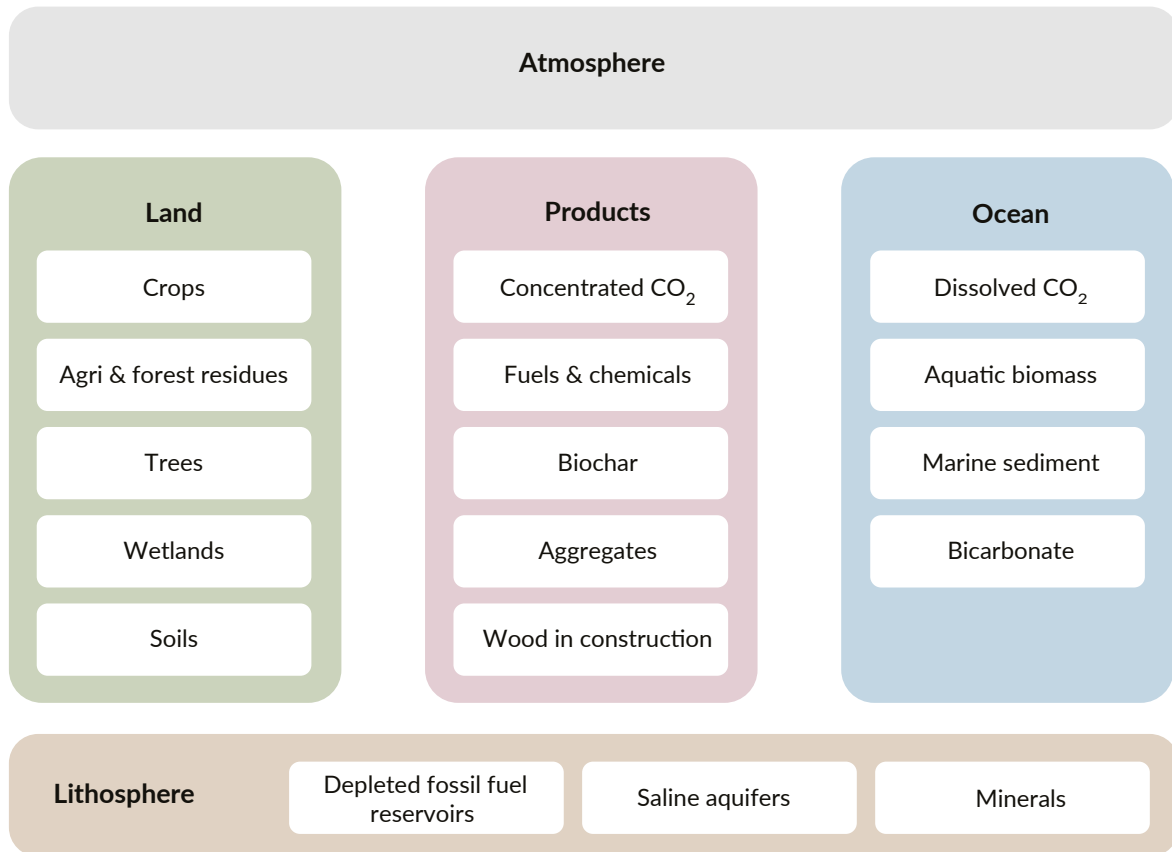 Atmosphere
Land
Crops
Agri & forest residues
Trees
Wetlands
Soils
Products
Concentrated CO₂
Fuels & chemicals
Biochar
Aggregates
Wood in construction
Ocean
Dissolved CO₂
Aquatic biomass
Marine sediment
Bicarbonate
Lithosphere
Depleted fossil fuel
reservoirs
Saline aquifers
Minerals